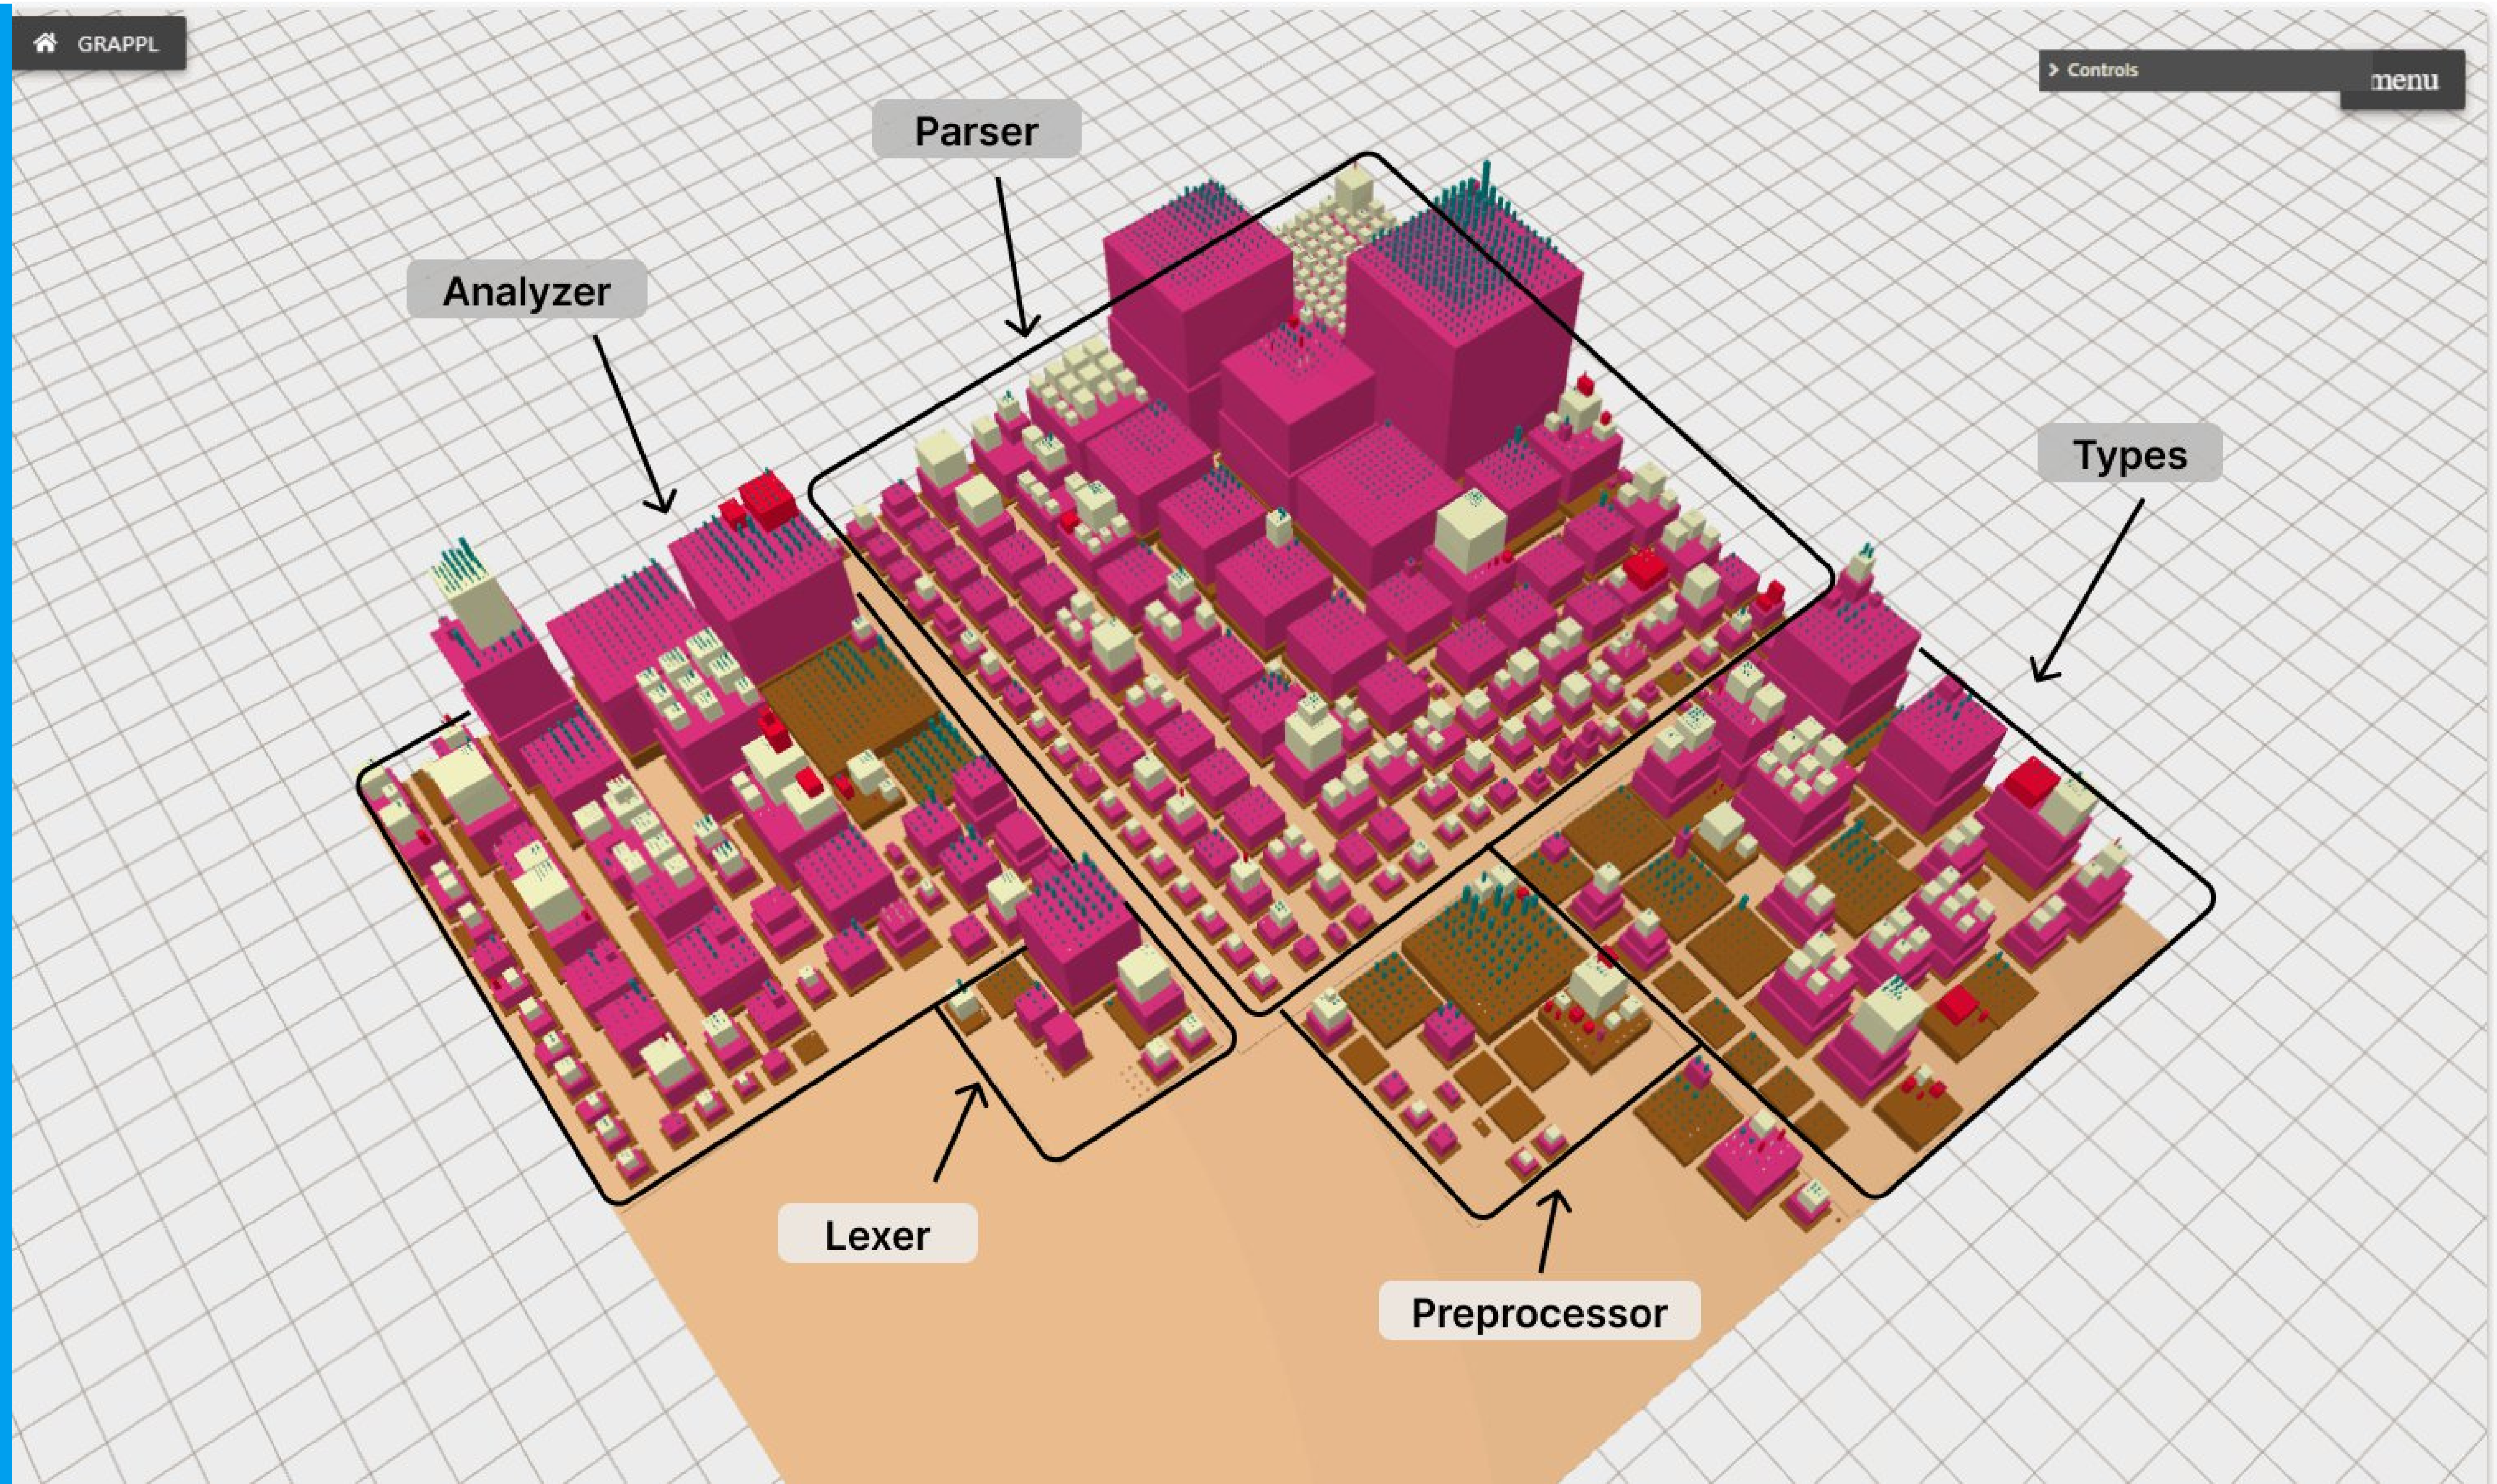 GRAPPL
Controls
menu
Parser
Analyzer
Types
Lexer
Preprocessor